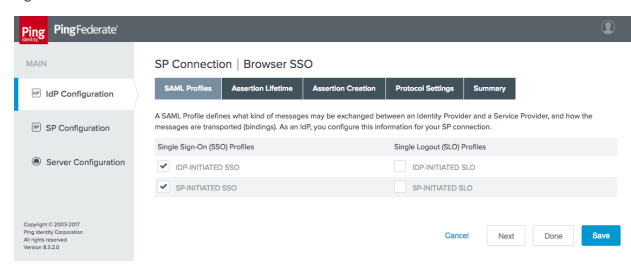 Ping
Identity
PingFederate®
MAIN
IdP IdP Configuration
SP SP Configuration
Server Configuration
Copyright © 2003-2017
Ping Identity Corporation
All rights reserved
Version 8.3.2.0
SP Connection | Browser SSO
SAML Profiles Assertion Lifetime Assertion Creation Protocol Settings Summary
A SAML Profile defines what kind of messages may be exchanged between an Identity Provider and a Service Provider, and how the
messages are transported (bindings). As an IdP, you configure this information for your SP connection.
Single Sign-On (SSO) Profiles Single Logout (SLO) Profiles
IDP-INITIATED SSO IDP-INITIATED SLO
SP-INITIATED SSO SP-INITIATED SLO
Cancel Next Done Save